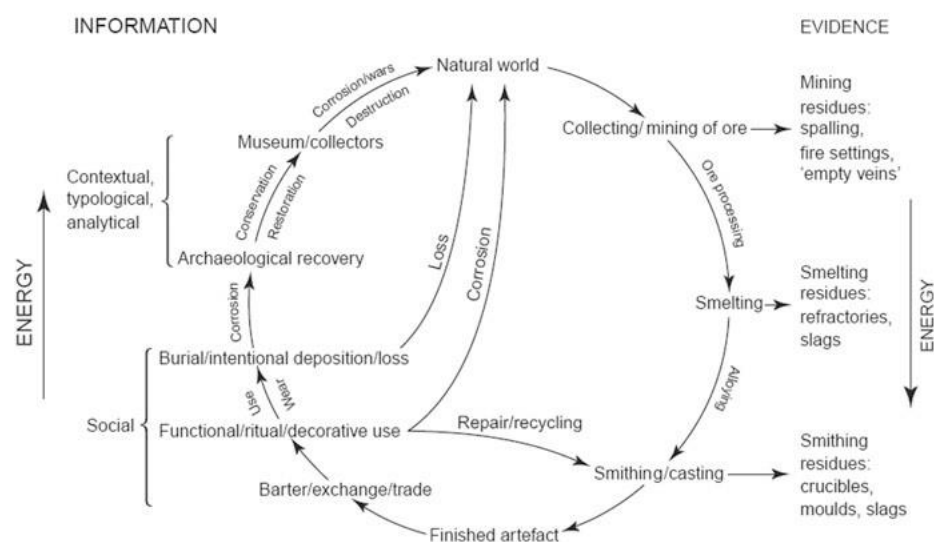 INFORMATION
EVIDENCE
Natural world
Corrosion/wars
Destruction
Museum/collectors
Conservation
Restoration
Contextual,
typological,
analytical
Archaeological recovery
ENERGY
Corrosion
Burial/intentional deposition/loss
Use
Wear
Social
Functional/ritual/decorative use
Barter/exchange/trade
Finished artefact
Loss
Corrosion
Repair/recycling
Collecting/mining of ore
Ore processing
Smelting
Alloying
Smithing/casting
Mining
residues:
spalling,
fire settings,
‘empty veins’
Smelting
residues:
refractories,
slags
ENERGY
Smithing
residues:
crucibles,
moulds, slags